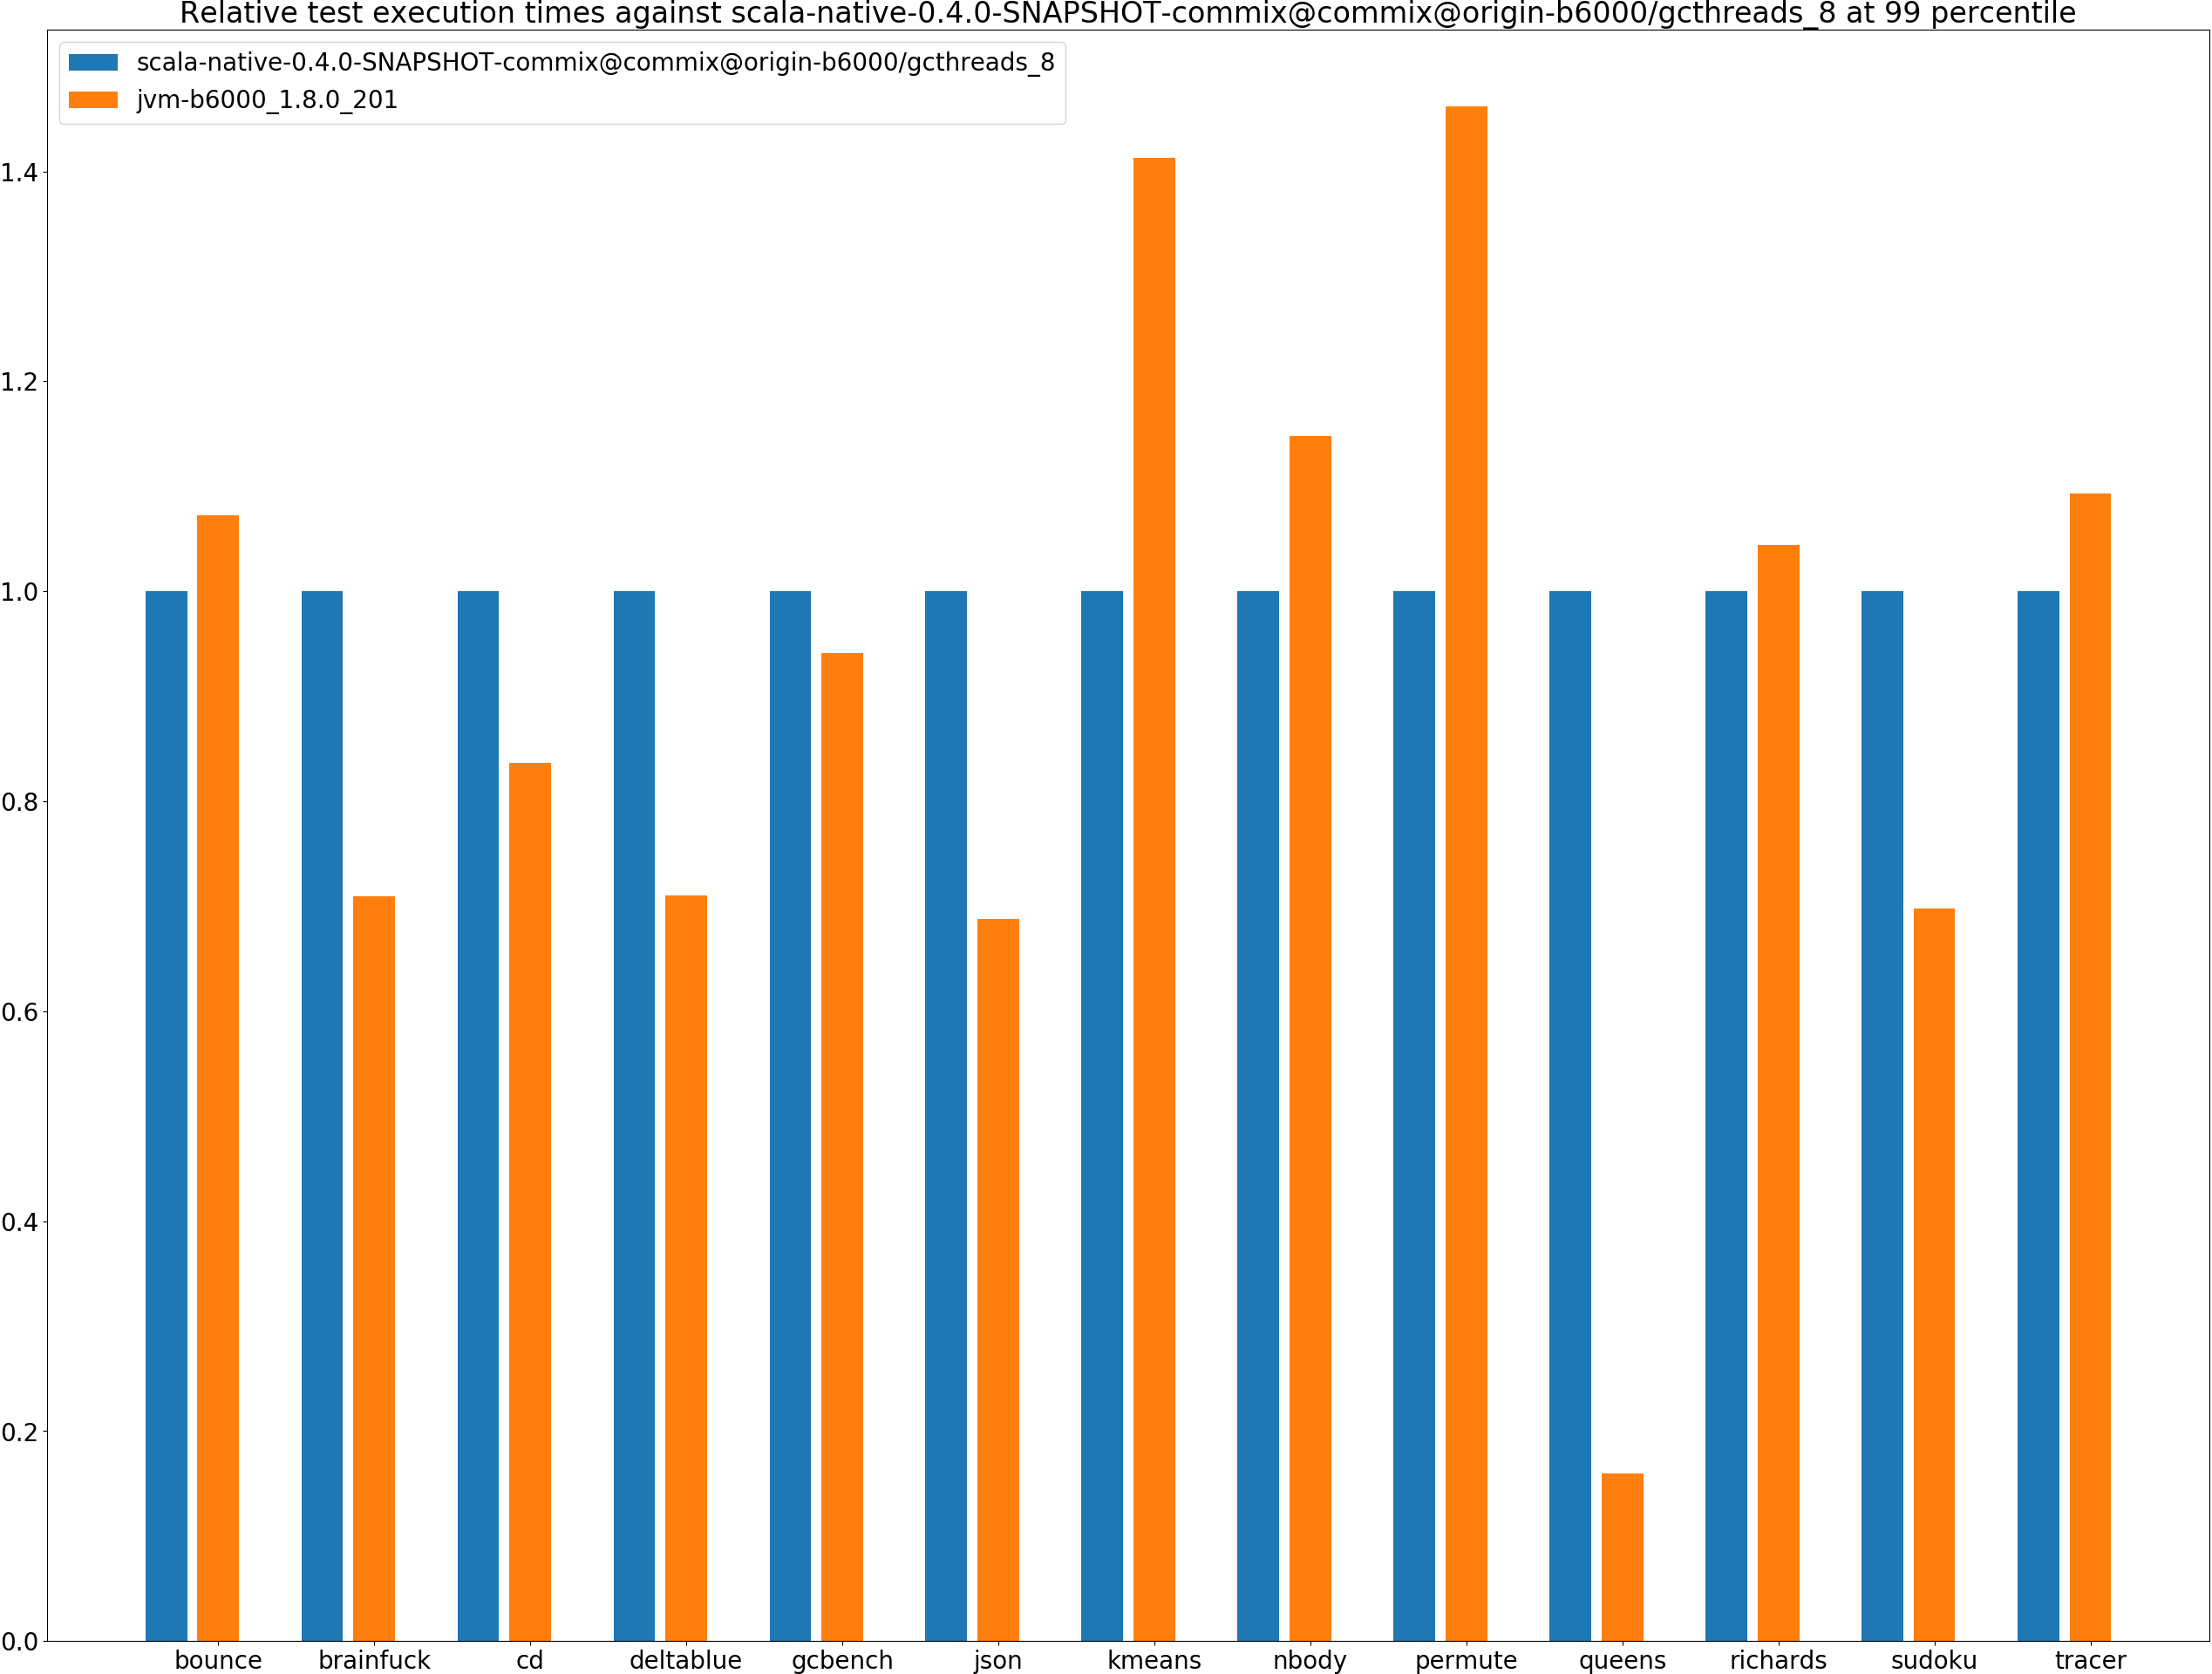 Relative test execution times against scala-native-0.4.0-SNAPSHOT-commix@commix@origin-b6000/gcthreads_8 at 99 percentile
scala-native-0.4.0-SNAPSHOT-commix@commix@origin-b6000/gcthreads_8
jvm-b6000_1.8.0_201
1.4
1.2
1.0
0.8
0.6
0.4
0.2
0.0
bounce brainfuck cd deltablue gcbench json kmeans nbody permute queens richards sudoku tracer